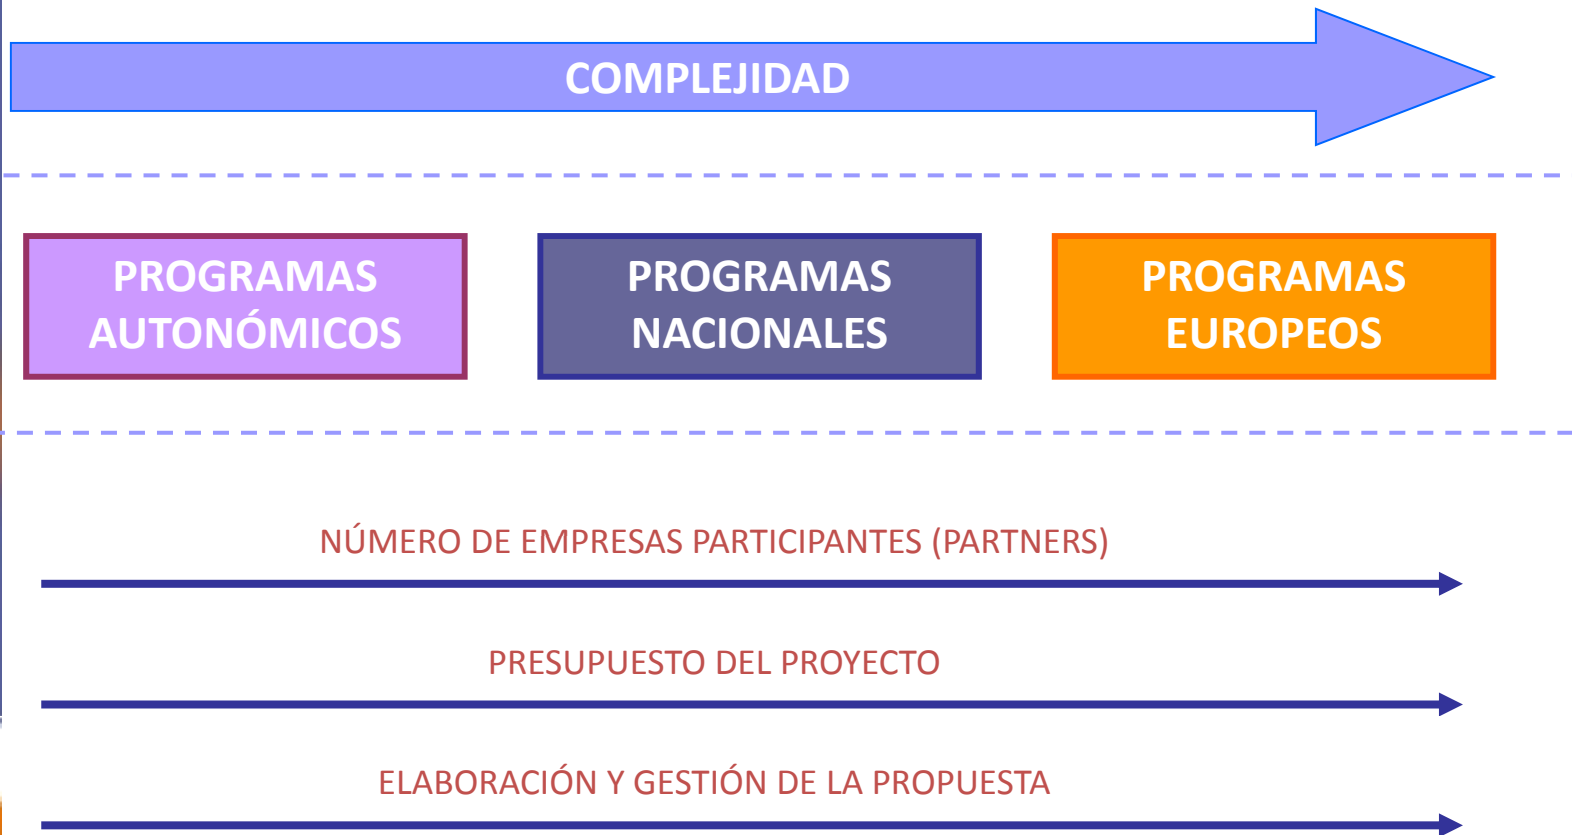 COMPLEJIDAD
PROGRAMAS
AUTONÓMICOS
PROGRAMAS
NACIONALES
PROGRAMAS
EUROPEOS
NÚMERO DE EMPRESAS PARTICIPANTES (PARTNERS)
PRESUPUESTO DEL PROYECTO
ELABORACIÓN Y GESTIÓN DE LA PROPUESTA